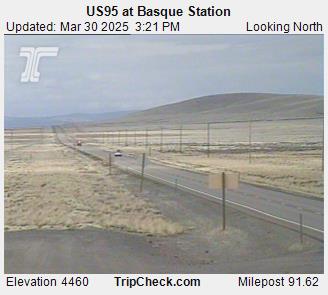 US95 at Basque Station
Updated: Mar 30 2025 3:21 PM Looking North
Elevation 4460 TripCheck.com Milepost 91.62